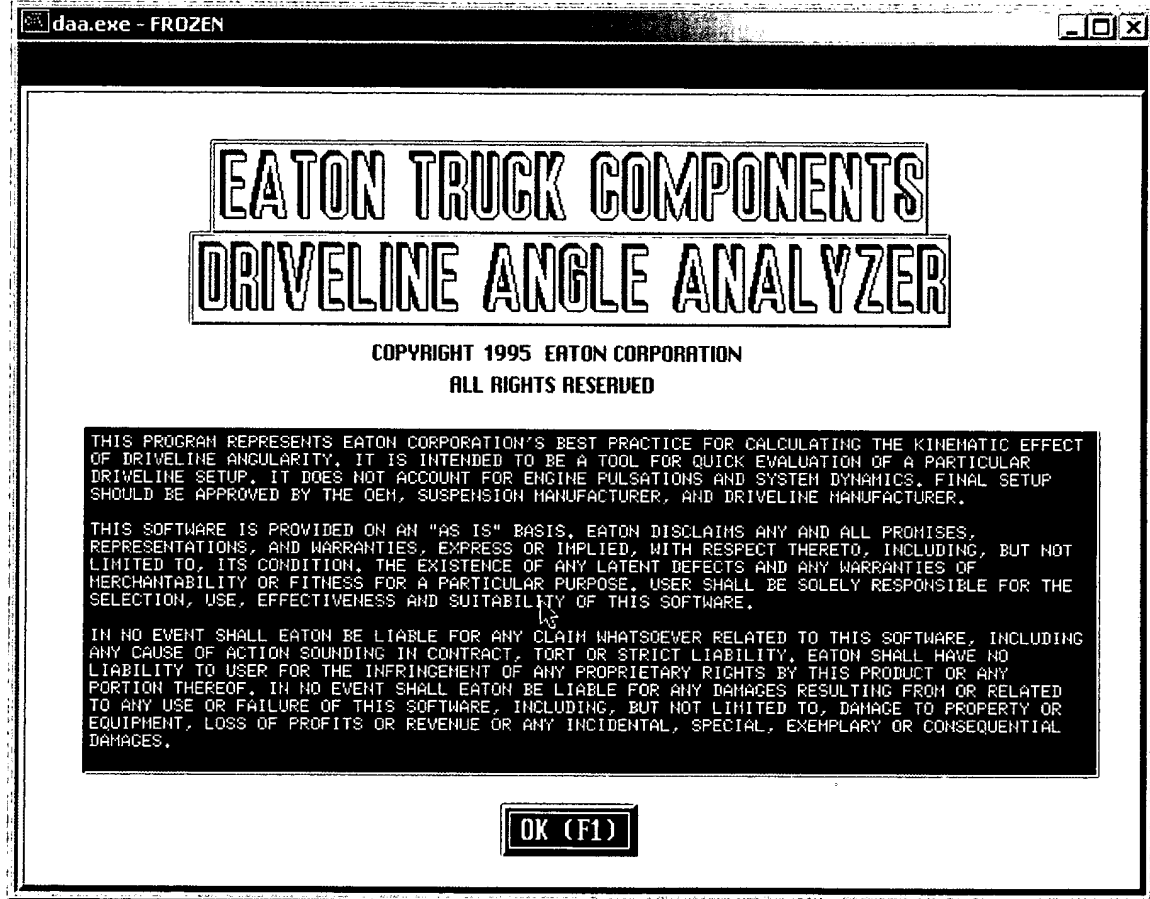 daa.exe - FROZEN
EATON TRUCK COMPONENTS
DRIVELINE ANGLE ANALYZER
COPYRIGHT 1995 EATON CORPORATION
ALL RIGHTS RESERVED
THIS PROGRAM REPRESENTS EATON CORPORATION'S BEST PRACTICE FOR CALCULATING THE KINEMATIC EFFECT
OF DRIVELINE ANGULARITY. IT IS INTENDED TO BE A TOOL FOR QUICK EVALUATION OF A PARTICULAR
DRIVELINE SETUP. IT DOES NOT ACCOUNT FOR ENGINE PULSATIONS AND SYSTEM DYNAMICS. FINAL SETUP
SHOULD BE APPROVED BY THE OEM, SUSPENSION MANUFACTURER, AND DRIVELINE MANUFACTURER.
THIS SOFTWARE IS PROVIDED ON AN "AS IS" BASIS. EATON DISCLAIMS ANY AND ALL PROMISES,
REPRESENTATIONS, AND WARRANTIES, EXPRESS OR IMPLIED, WITH RESPECT THERETO, INCLUDING, BUT NOT
LIMITED TO, ITS CONDITION. THE EXISTENCE OF ANY LATENT DEFECTS AND ANY WARRANTIES OF
MERCHANTABILITY OR FITNESS FOR A PARTICULAR PURPOSE. USER SHALL BE SOLELY RESPONSIBLE FOR THE
SELECTION, USE, EFFECTIVENESS AND SUITABILITY OF THIS SOFTWARE.
IN NO EVENT SHALL EATON BE LIABLE FOR ANY CLAIM WHATSOEVER RELATED TO THIS SOFTWARE, INCLUDING
ANY CAUSE OF ACTION SOUNDING IN CONTRACT, TORT OR STRICT LIABILITY. EATON SHALL HAVE NO
LIABILITY TO USER FOR THE INFRINGEMENT OF ANY PROPRIETARY RIGHTS BY THIS PRODUCT OR ANY
PORTION THEREOF. IN NO EVENT SHALL EATON BE LIABLE FOR ANY DAMAGES RESULTING FROM OR RELATED
TO ANY USE OR FAILURE OF THIS SOFTWARE, INCLUDING, BUT NOT LIMITED TO, DAMAGE TO PROPERTY OR
EQUIPMENT, LOSS OF PROFITS OR REVENUE OR ANY INCIDENTAL, SPECIAL, EXEMPLARY OR CONSEQUENTIAL
DAMAGES.
OK (F1)